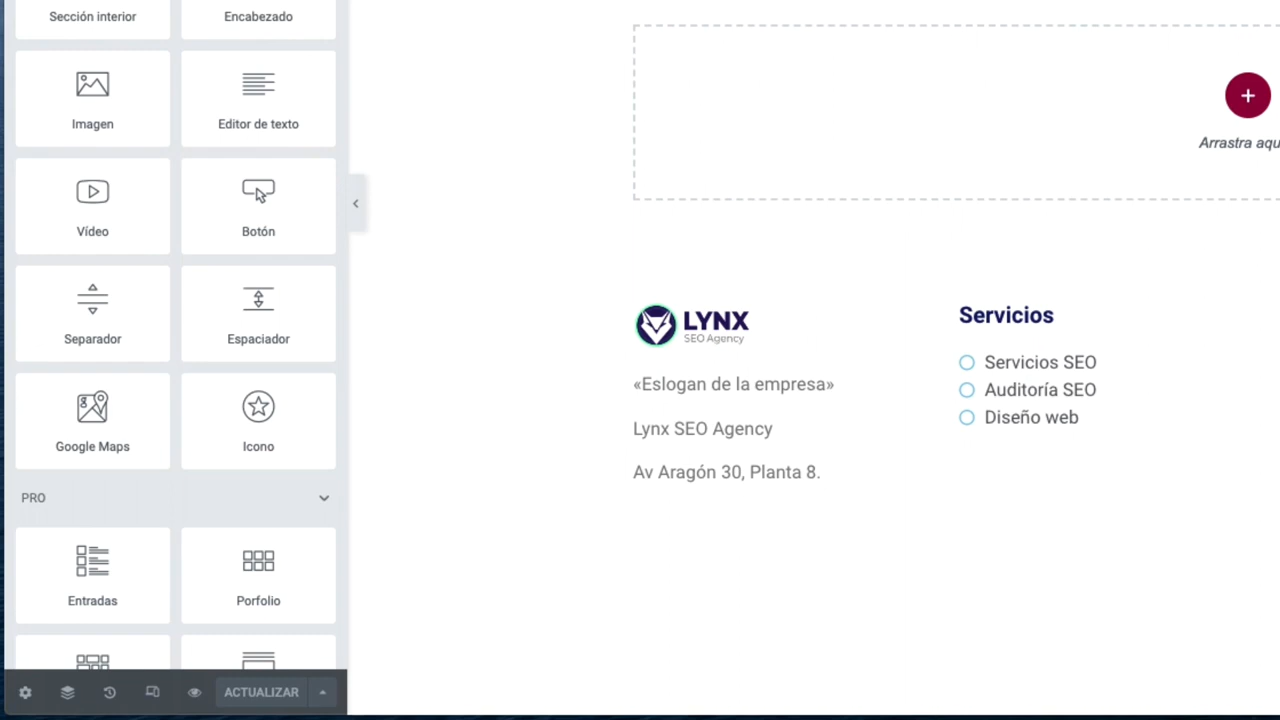 Sección interior
Encabezado
Imagen
Editor de texto
Vídeo
Botón
Separador
Espaciador
Google Maps
Icono
PRO
Entradas
Porfolio
ACTUALIZAR
Arrastra aqu
LYNX
SEO Agency
«Eslogan de la empresa»
Lynx SEO Agency
Av Aragón 30, Planta 8.
Servicios
Servicios SEO
Auditoría SEO
Diseño web